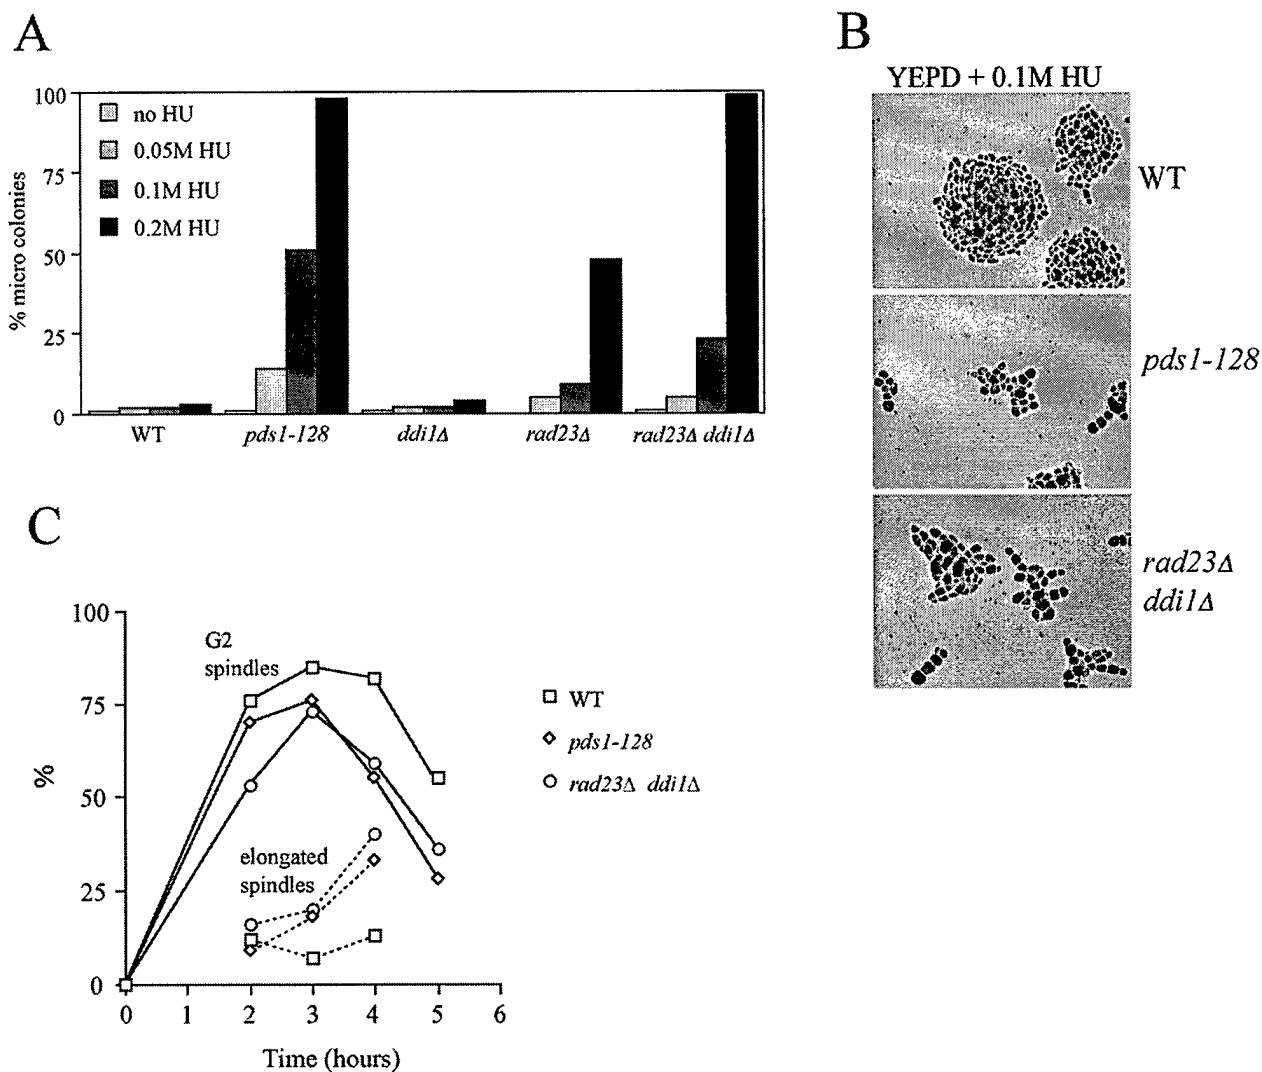 A
100
75
50
25
0
% micro colonies
no HU
0.05M HU
0.1M HU
0.2M HU
WT
pds1-128
ddi1Δ
rad23Δ
rad23Δ ddi1Δ
B
YEPD + 0.1M HU
WT
pds1-128
rad23Δ
ddi1Δ
C
100
75
50
25
0
%
G2
spindles
elongated
spindles
WT
pds1-128
rad23Δ ddi1Δ
0 1 2 3 4 5 6
Time (hours)